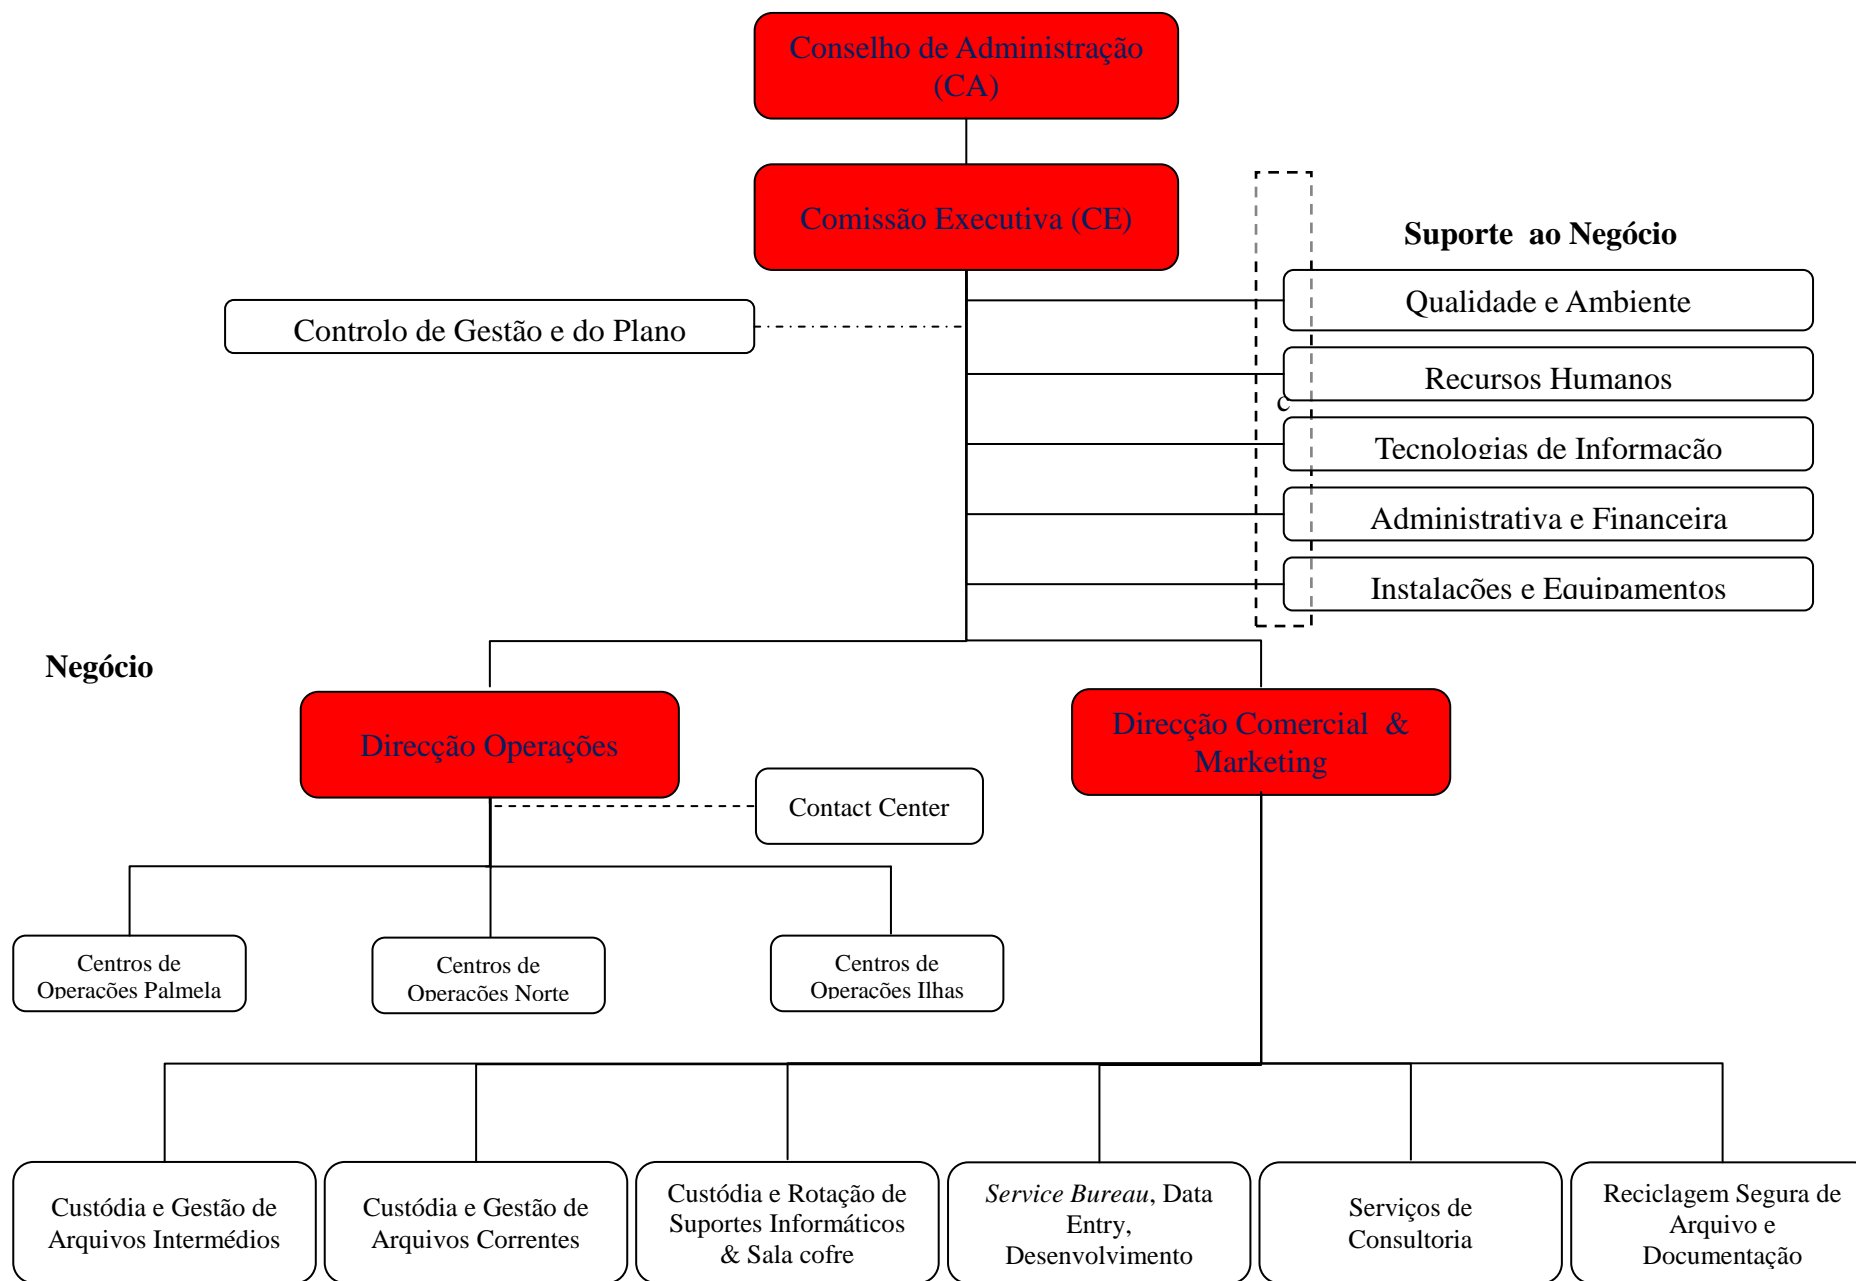 Conselho de Administração
(CA)
Comissão Executiva (CE)
Suporte ao Negócio
Qualidade e Ambiente
Controlo de Gestão e do Plano
Recursos Humanos
c
Tecnologias de Informação
Administrativa e Financeira
Instalações e Equipamentos
Negócio
Direcção Operações
Direcção Comercial &
Marketing
Contact Center
Centros de
Operações Palmela
Centros de
Operações Norte
Centros de
Operações Ilhas
Custódia e Gestão de
Arquivos Intermédios
Custódia e Gestão de
Arquivos Correntes
Custódia e Rotação de
Suportes Informáticos
& Sala cofre
Service Bureau, Data
Entry,
Desenvolvimento
Serviços de
Consultoria
Reciclagem Segura de
Arquivo e
Documentação